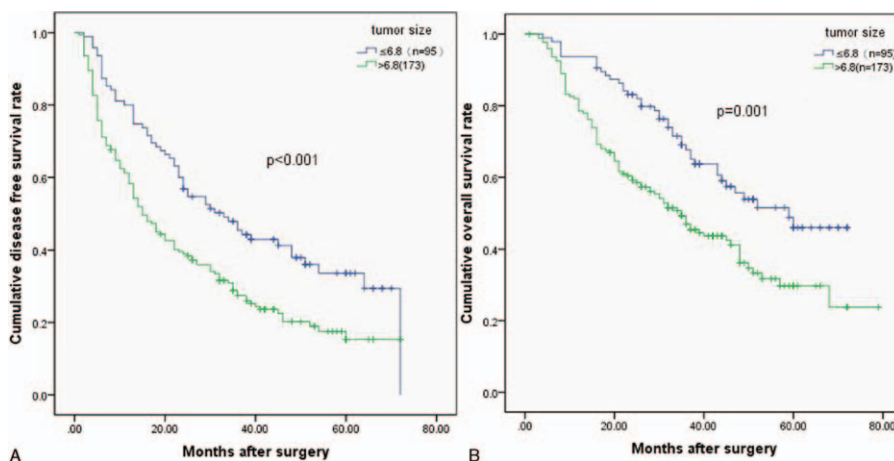 tumor size
≤6.8 (n=95)
>6.8(173)
p<0.001
Cumulative disease free survival rate
1.0
0.8
0.6
0.4
0.2
0.0
.00
20.00
40.00
60.00
80.00
Months after surgery
A
tumor size
≤6.8 (n=95)
>6.8(n=173)
p=0.001
Cumulative overall survival rate
1.0
0.8
0.6
0.4
0.2
0.0
.00
20.00
40.00
60.00
80.00
Months after surgery
B